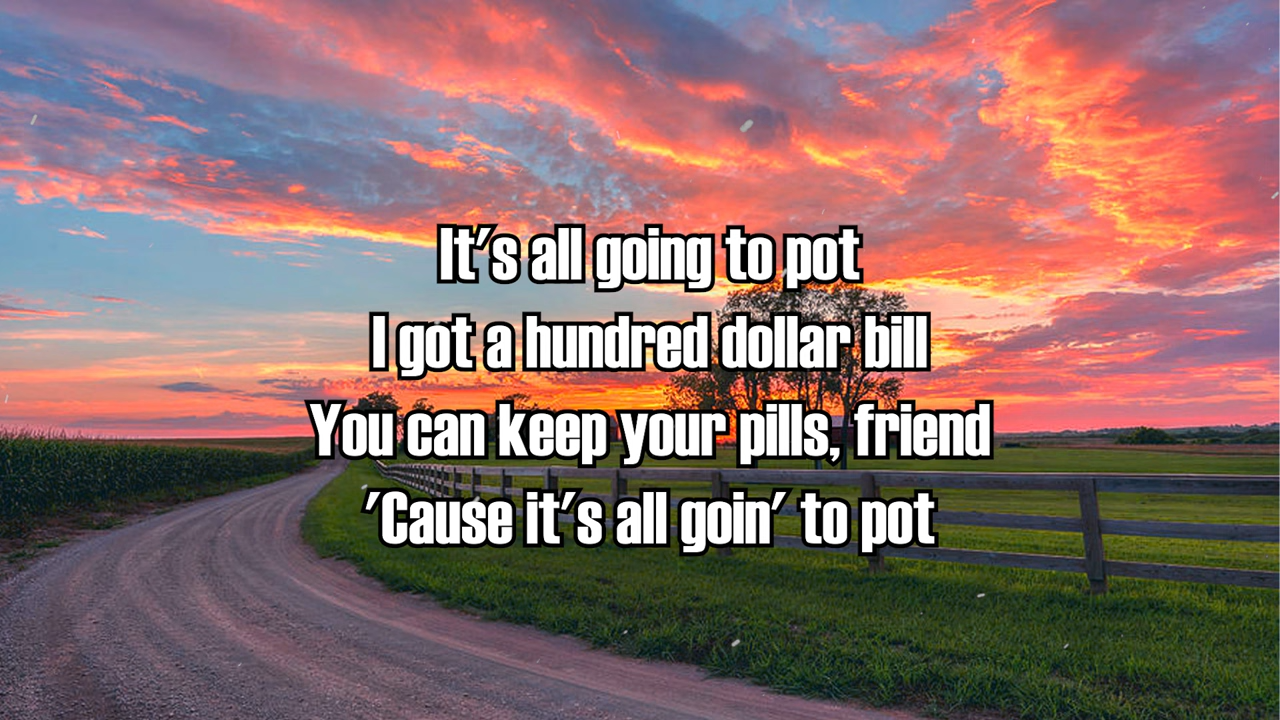 It's all going to pot
I got a hundred dollar bill
You can keep your pills, friend
'Cause it's all goin' to pot